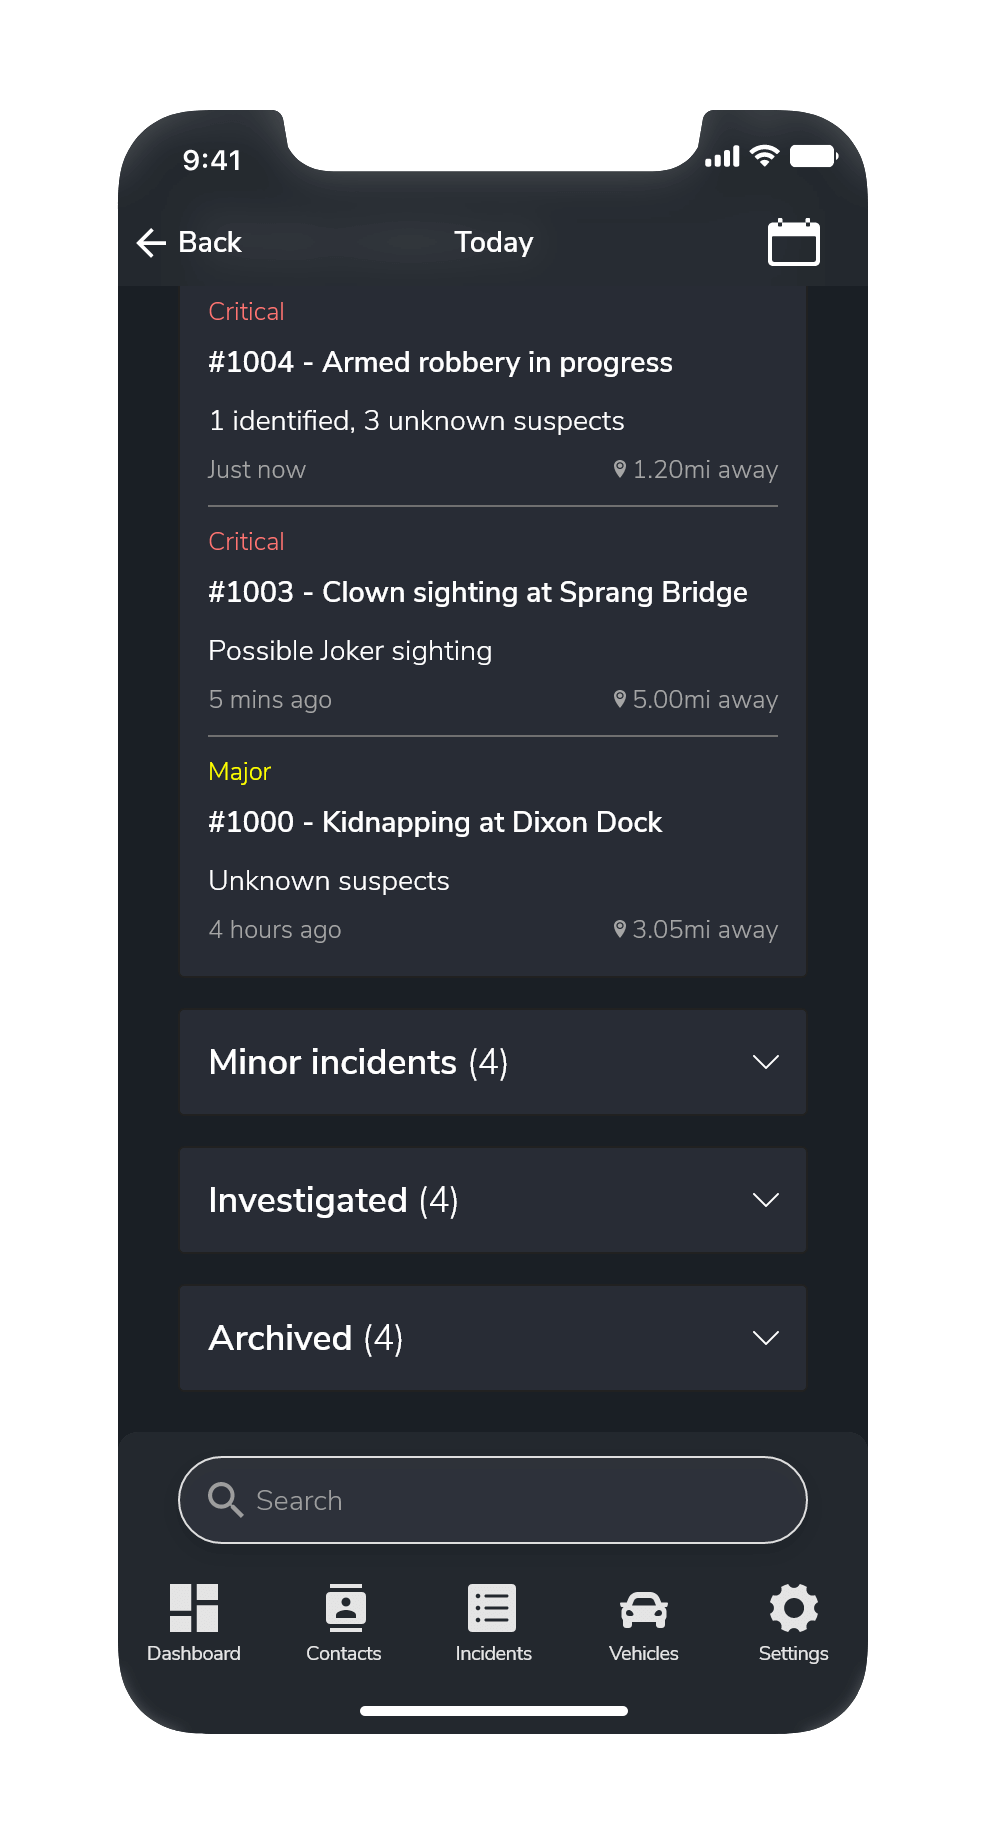 9:41
Back
Today
Critical
#1004 - Armed robbery in progress
1 identified, 3 unknown suspects
Just now 1.20mi away
Critical
#1003 - Clown sighting at Sprang Bridge
Possible Joker sighting
5 mins ago 5.00mi away
Major
#1000 - Kidnapping at Dixon Dock
Unknown suspects
4 hours ago 3.05mi away
Minor incidents (4)
Investigated (4)
Archived (4)
Search
Dashboard Contacts Incidents Vehicles Settings